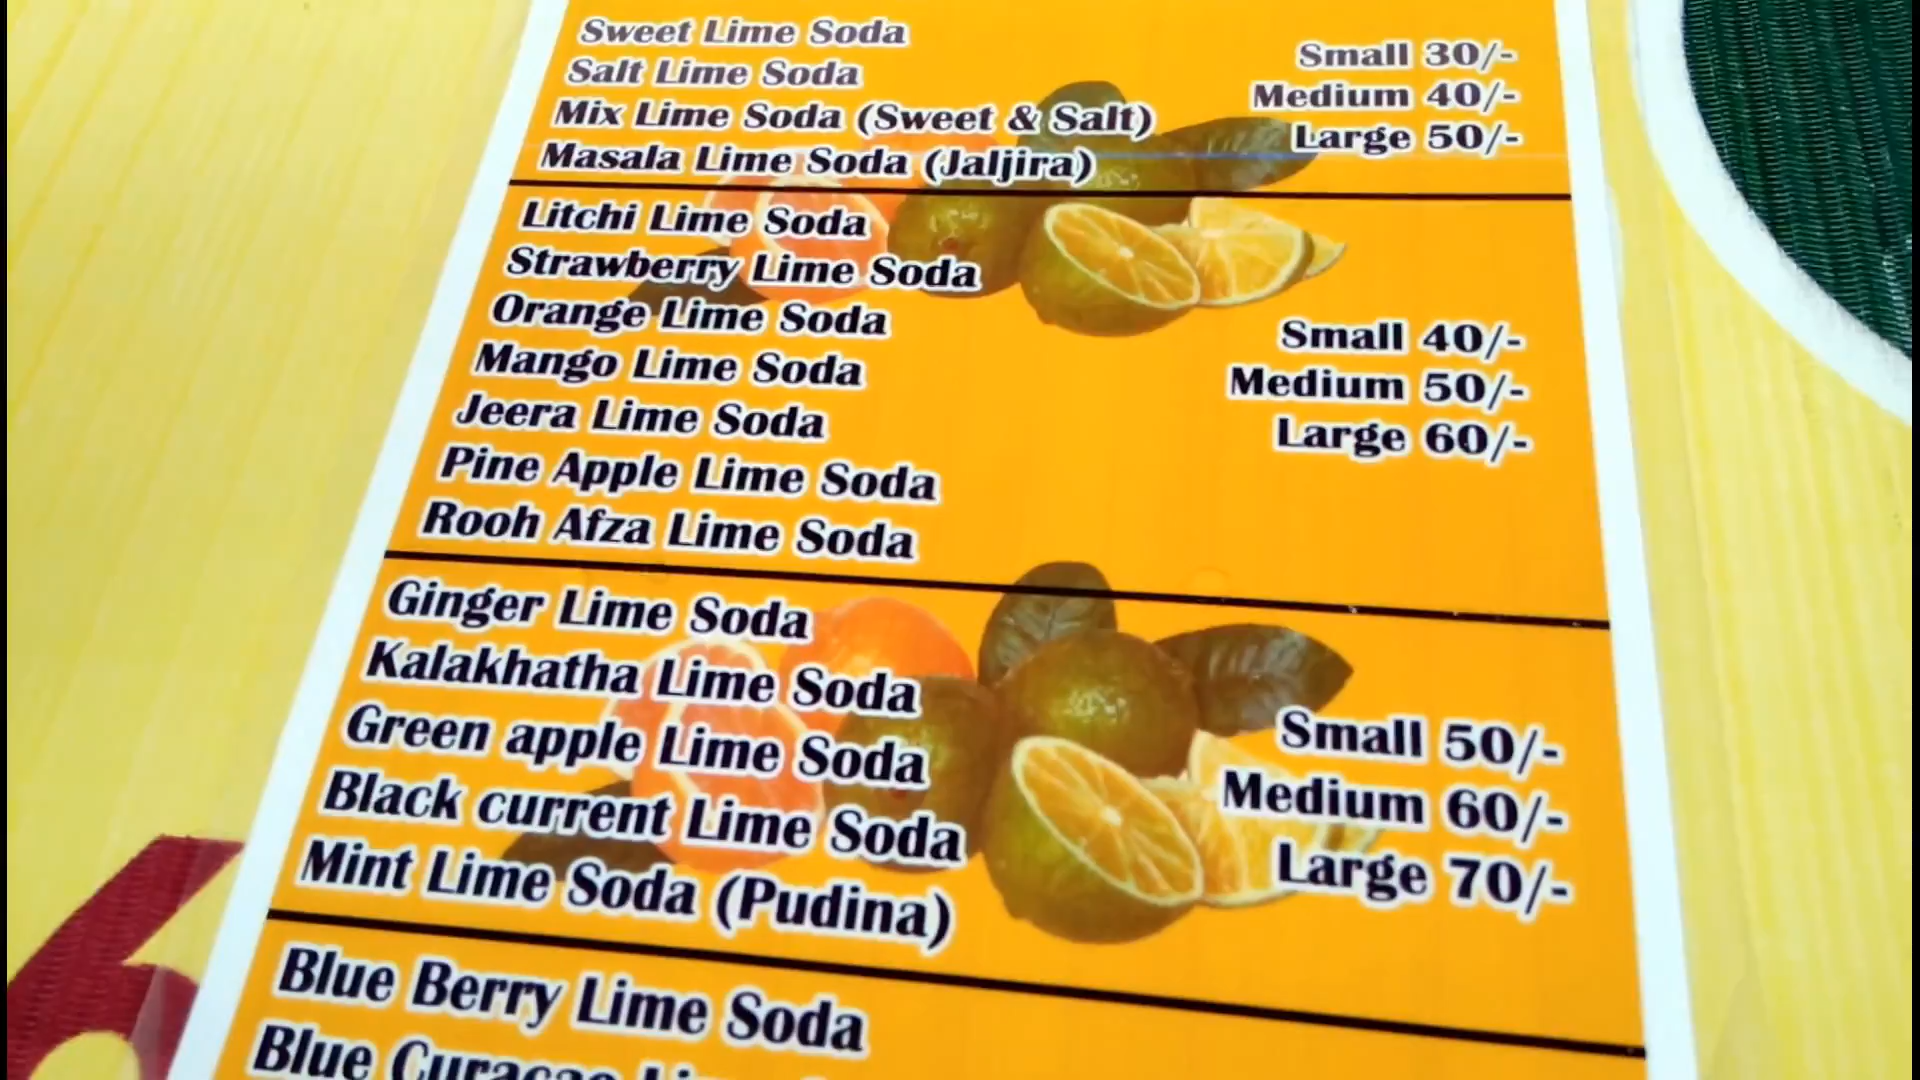 Sweet Lime Soda
Salt Lime Soda
Mix Lime Soda (Sweet & Salt)
Masala Lime Soda (Jaljira)
Small 30/-
Medium 40/-
Large 50/-
Litchi Lime Soda
Strawberry Lime Soda
Orange Lime Soda
Mango Lime Soda
Jeera Lime Soda
Pine Apple Lime Soda
Rooh Afza Lime Soda
Small 40/-
Medium 50/-
Large 60/-
Ginger Lime Soda
Kalakhatha Lime Soda
Green apple Lime Soda
Black current Lime Soda
Mint Lime Soda (Pudina)
Small 50/-
Medium 60/-
Large 70/-
Blue Berry Lime Soda
Blue Curacao